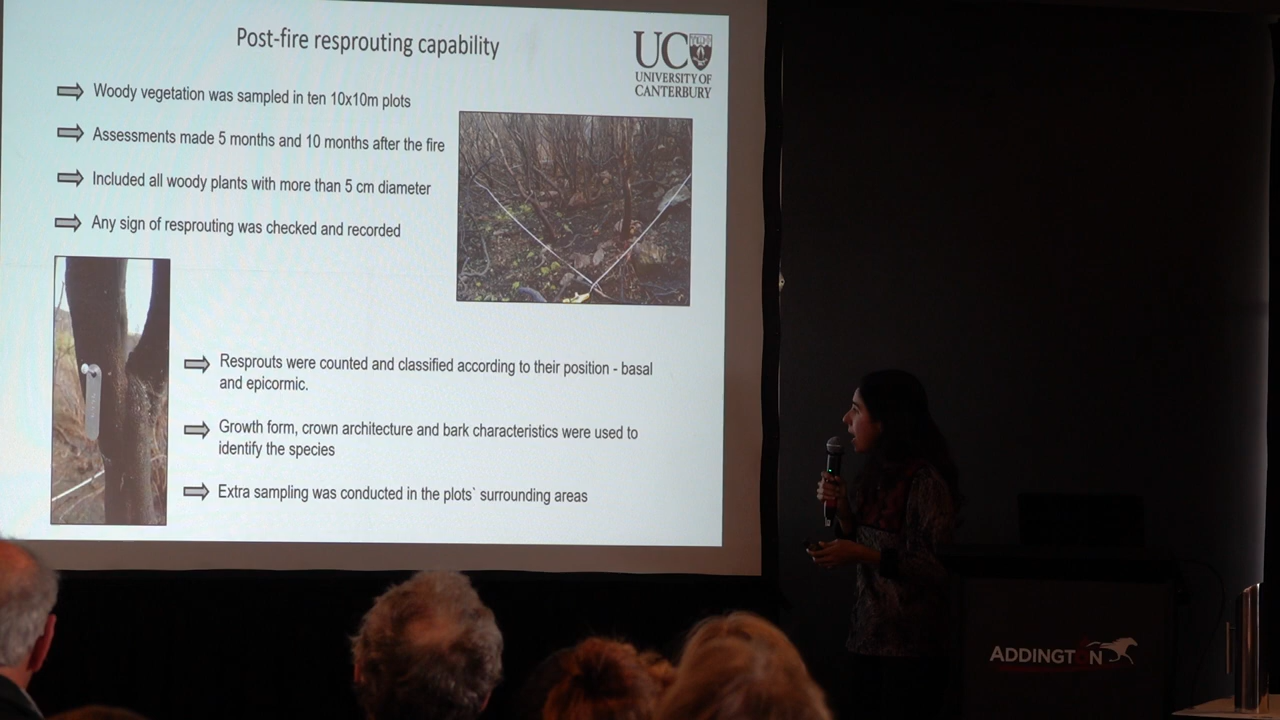 Post-fire resprouting capability
UC
UNIVERSITY OF
CANTERBURY
Woody vegetation was sampled in ten 10x10m plots
Assessments made 5 months and 10 months after the fire
Included all woody plants with more than 5 cm diameter
Any sign of resprouting was checked and recorded
Resprouts were counted and classified according to their position - basal
and epicormic.
Growth form, crown architecture and bark characteristics were used to
identify the species
Extra sampling was conducted in the plots` surrounding areas
ADDINGTON